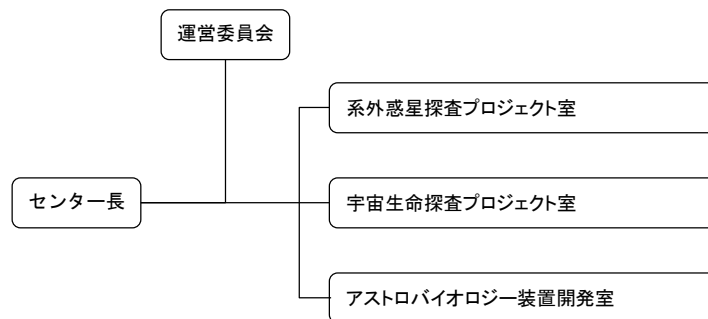 運営委員会
系外惑星探査プロジェクト室
センター長
宇宙生命探査プロジェクト室
アストロバイオロジー装置開発室